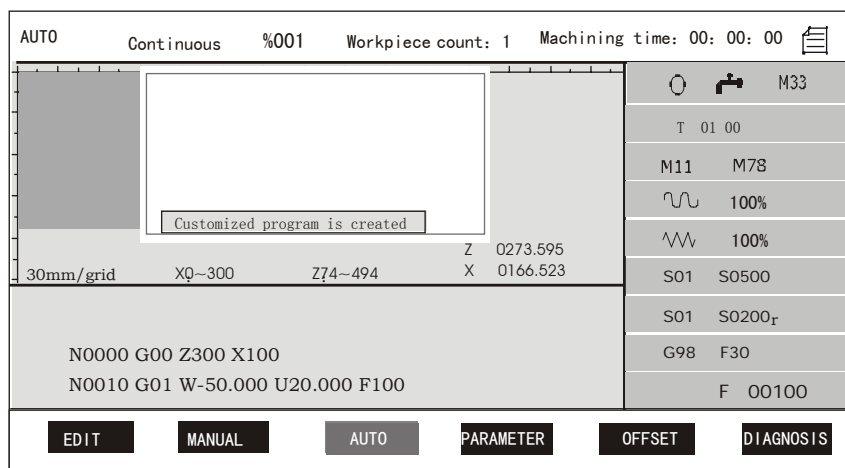 AUTO Continuous %001 Workpiece count: 1 Machining time: 00: 00: 00
M33
T 01 00
M11 M78
100%
Customized program is created
100%
Z 0273.595
30mm/grid X0~300 Z74~494 X 0166.523
S01 S0500
S01 S0200r
N0000 G00 Z300 X100
G98 F30
N0010 G01 W-50.000 U20.000 F100
F 00100
EDIT MANUAL AUTO PARAMETER OFFSET DIAGNOSIS